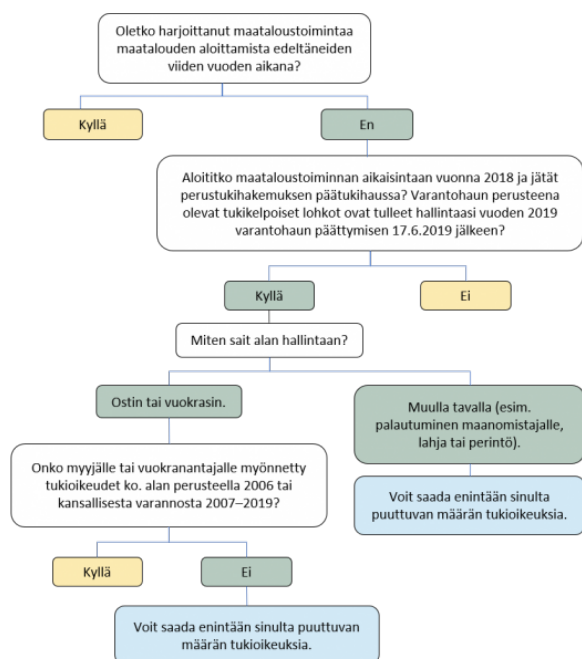 Oletko harjoittanut maataloustoimintaa
maatalouden aloittamista edeltäneiden
viiden vuoden aikana?
Kyllä
En
Aloititko maataloustoiminnan aikaisintaan vuonna 2018 ja jätät
perustukihakemuksen päätukihaussa? Varantohaun perusteena
olevat tukikelpoiset lohkot ovat tulleet hallintaasi vuoden 2019
varantohaun päättymisen 17.6.2019 jälkeen?
Kyllä
Ei
Miten sait alan hallintaan?
Ostin tai vuokrasin.
Muulla tavalla (esim.
palautuminen maanomistajalle,
lahja tai perintö).
Onko myyjälle tai vuokranantajalle myönnetty
tukioikeudet ko. alan perusteella 2006 tai
kansallisesta varannosta 2007–2019?
Voit saada enintään sinulta
puuttuvan määrän tukioikeuksia.
Kyllä
Ei
Voit saada enintään sinulta puuttuvan
määrän tukioikeuksia.